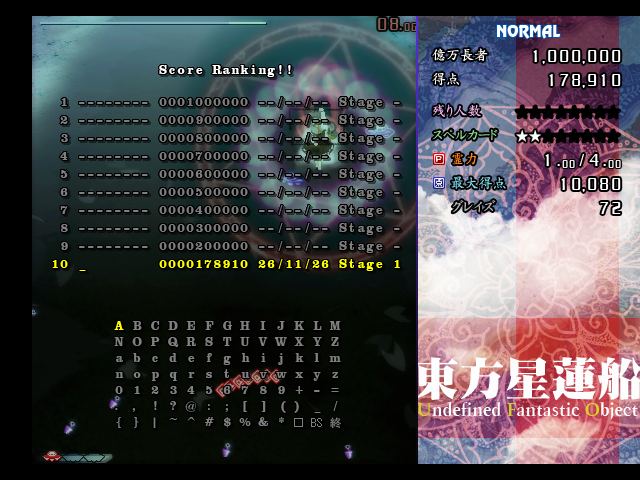 08.00
Score Ranking!!
1 -------- 0001000000 --/--/-- Stage -
2 -------- 0000900000 --/--/-- Stage -
3 -------- 0000800000 --/--/-- Stage -
4 -------- 0000700000 --/--/-- Stage -
5 -------- 0000600000 --/--/-- Stage -
6 -------- 0000500000 --/--/-- Stage -
7 -------- 0000400000 --/--/-- Stage -
8 -------- 0000300000 --/--/-- Stage -
9 -------- 0000200000 --/--/-- Stage -
10 _ 0000178910 26/11/26 Stage 1
A B C D E F G H I J K L M
N O P Q R S T U V W X Y Z
a b c d e f g h i j k l m
n o p q r s t u v w x y z
0 1 2 3 4 5 6 7 8 9 + - =
. , ! ? @ : ; [ ] ( ) _ /
{ } | ~ ^ # $ % & * □ BS 終
NORMAL
億万長者 1,000,000
得点 178,910
残り人数
スペルカード ★★
P 霊力 1.00/4.00
点 最大得点 10,080
グレイズ 72
東方星蓮船
Undefined Fantastic Object